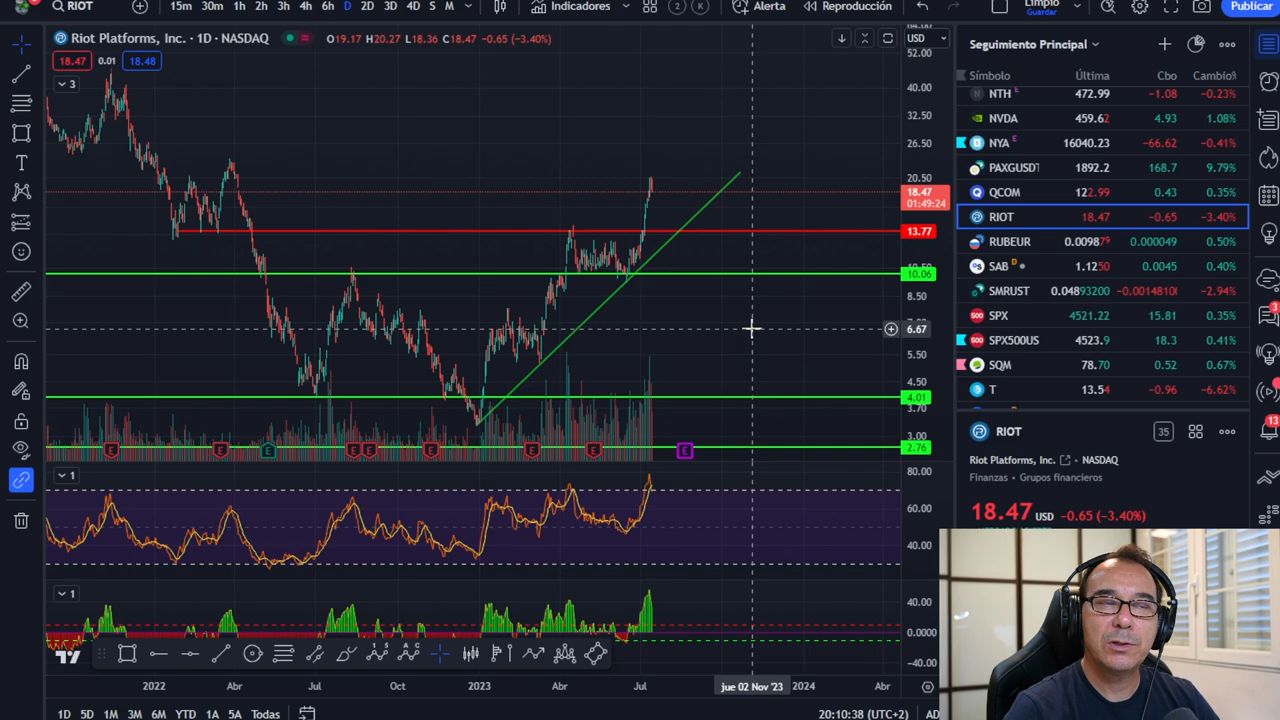 RIOT
15m 30m 1h 2h 3h 4h 6h D 2D 3D 4D S M
Indicadores
2 K
Alerta
Reproducción
Limpio
Guardar
Publicar
Riot Platforms, Inc. · 1D · NASDAQ
O19.17 H20.27 L18.36 C18.47 −0.65 (−3.40%)
18.47 0.01 18.48
3
USD
52.00
40.00
32.50
26.50
20.50
18.47
01:49:24
13.77
10.06
8.50
6.67
5.50
4.50
4.01
3.70
3.00
2.76
E E E E E E E E E
1
80.00
60.00
40.00
1
40.00
0.0000
−40.00
2022 Abr Jul Oct 2023 Abr Jul jue 02 Nov '23 2024 Abr
1D 5D 1M 3M 6M YTD 1A 5A Todas
20:10:38 (UTC+2)
AD
Seguimiento Principal
Símbolo Última Cbo Cambio%
NTH E 472.99 −1.08 −0.23%
NVDA 459.62 4.93 1.08%
NYA E 16040.23 −66.62 −0.41%
PAXGUSDT 1892.2 168.7 9.79%
QCOM 122.99 0.43 0.35%
RIOT 18.47 −0.65 −3.40%
RUBEUR 0.009879 0.000049 0.50%
SAB D 1.1250 0.0045 0.40%
SMRUST 0.04893200 −0.0014810 −2.94%
SPX 4521.22 15.81 0.35%
SPX500US 4523.9 18.3 0.41%
SQM 78.70 0.52 0.67%
T 13.54 −0.96 −6.62%
RIOT
35
Riot Platforms, Inc. NASDAQ
Finanzas • Grupos financieros
18.47 USD −0.65 (−3.40%)
3
13